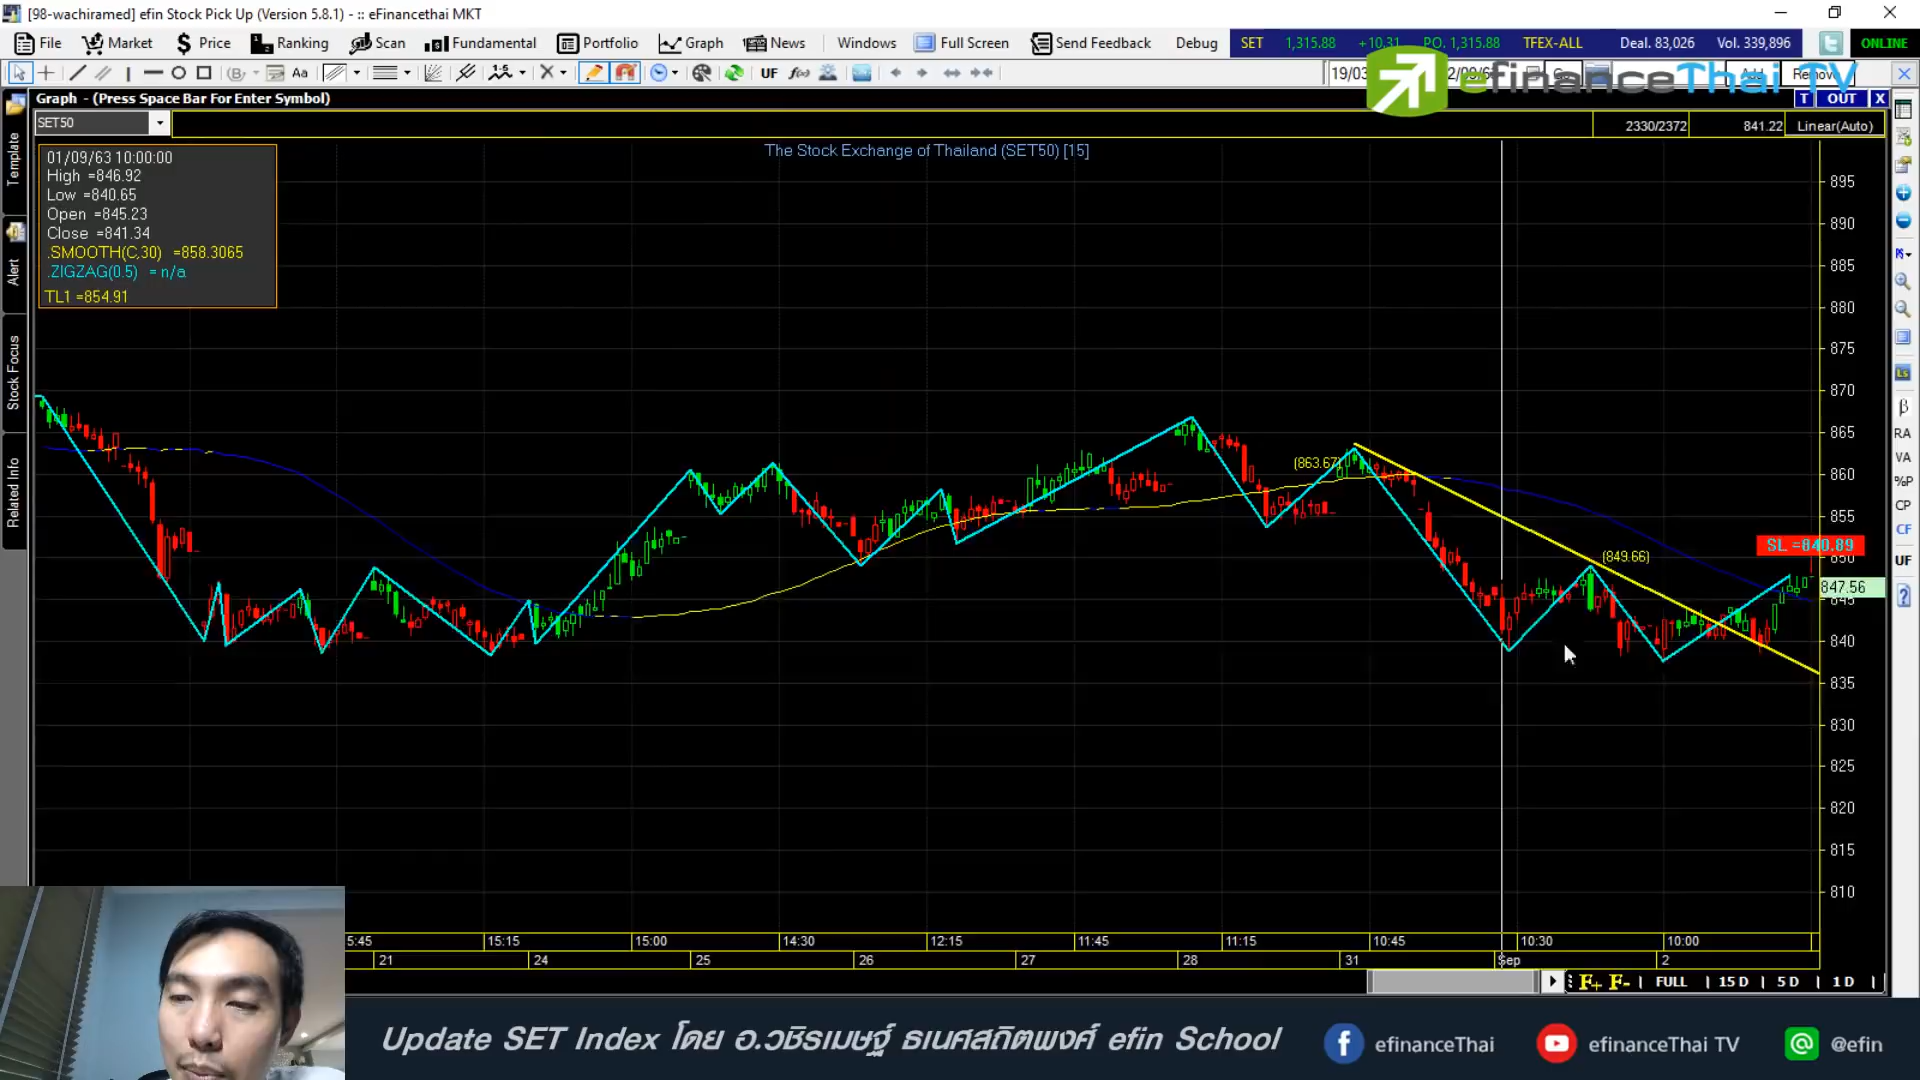 [98-wachiramed] efin Stock Pick Up (Version 5.8.1) - :: eFinancethai MKT
File Market Price Ranking Scan Fundamental Portfolio Graph News Windows Full Screen Send Feedback Debug SET 1,315.88 +10.31 PO. 1,315.88 TFEX-ALL Deal. 83,026 Vol. 339,896 ONLINE
Aa UF f(x) 19/03
efinanceThai TV
Graph - (Press Space Bar For Enter Symbol) T OUT X
SET50 2330/2372 841.22 Linear(Auto)
The Stock Exchange of Thailand (SET50) [15]
01/09/63 10:00:00
High =846.92
Low =840.65
Open =845.23
Close =841.34
.SMOOTH(C,30) =858.3065
.ZIGZAG(0.5) = n/a
TL1 =854.91
Template
Alert
Stock Focus
Related Info
895
890
885
880
875
870
865
860
855
850
845
840
835
830
825
820
815
810
(863.67)
(849.66)
SL =840.89
847.56
β
RA
VA
%P
CP
CF
UF
?
5:45 15:15 15:00 14:30 12:15 11:45 11:15 10:45 10:30 10:00
21 24 25 26 27 28 31 Sep 2
F+ F- | FULL | 15 D | 5 D | 1 D |
Update SET Index โดย อ.วชิรเมษฐ์ ธเนศสถิตพงศ์ efin School
efinanceThai
efinanceThai TV
@efin